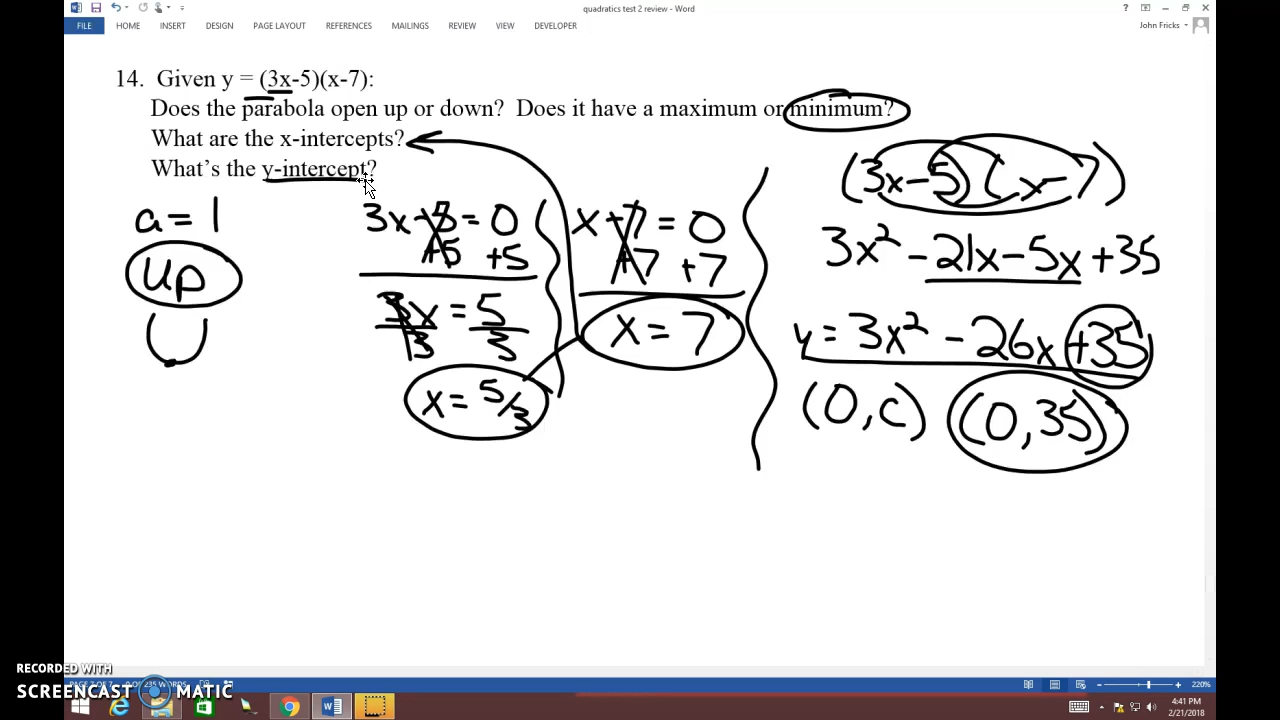 quadratics test 2 review - Word
FILE HOME INSERT DESIGN PAGE LAYOUT REFERENCES MAILINGS REVIEW VIEW DEVELOPER
John Fricks
14. Given y = (3x-5)(x-7):
Does the parabola open up or down? Does it have a maximum or minimum?
What are the x-intercepts?
What's the y-intercept?
a = 1
Up
3x - 5 = 0
+5 +5
3x = 5
3 3
x = 5/3
x - 7 = 0
+7 +7
x = 7
(3x - 5)(x - 7)
3x² - 21x - 5x + 35
y = 3x² - 26x + 35
(0, C) (0, 35)
RECORDED WITH
SCREENCAST MATIC
WORDS
220%
4:41 PM
2/21/2018